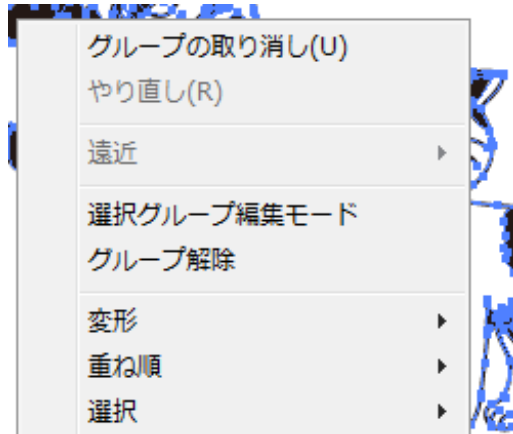 グループの取り消し(U)
やり直し(R)
遠近
選択グループ編集モード
グループ解除
変形
重ね順
選択